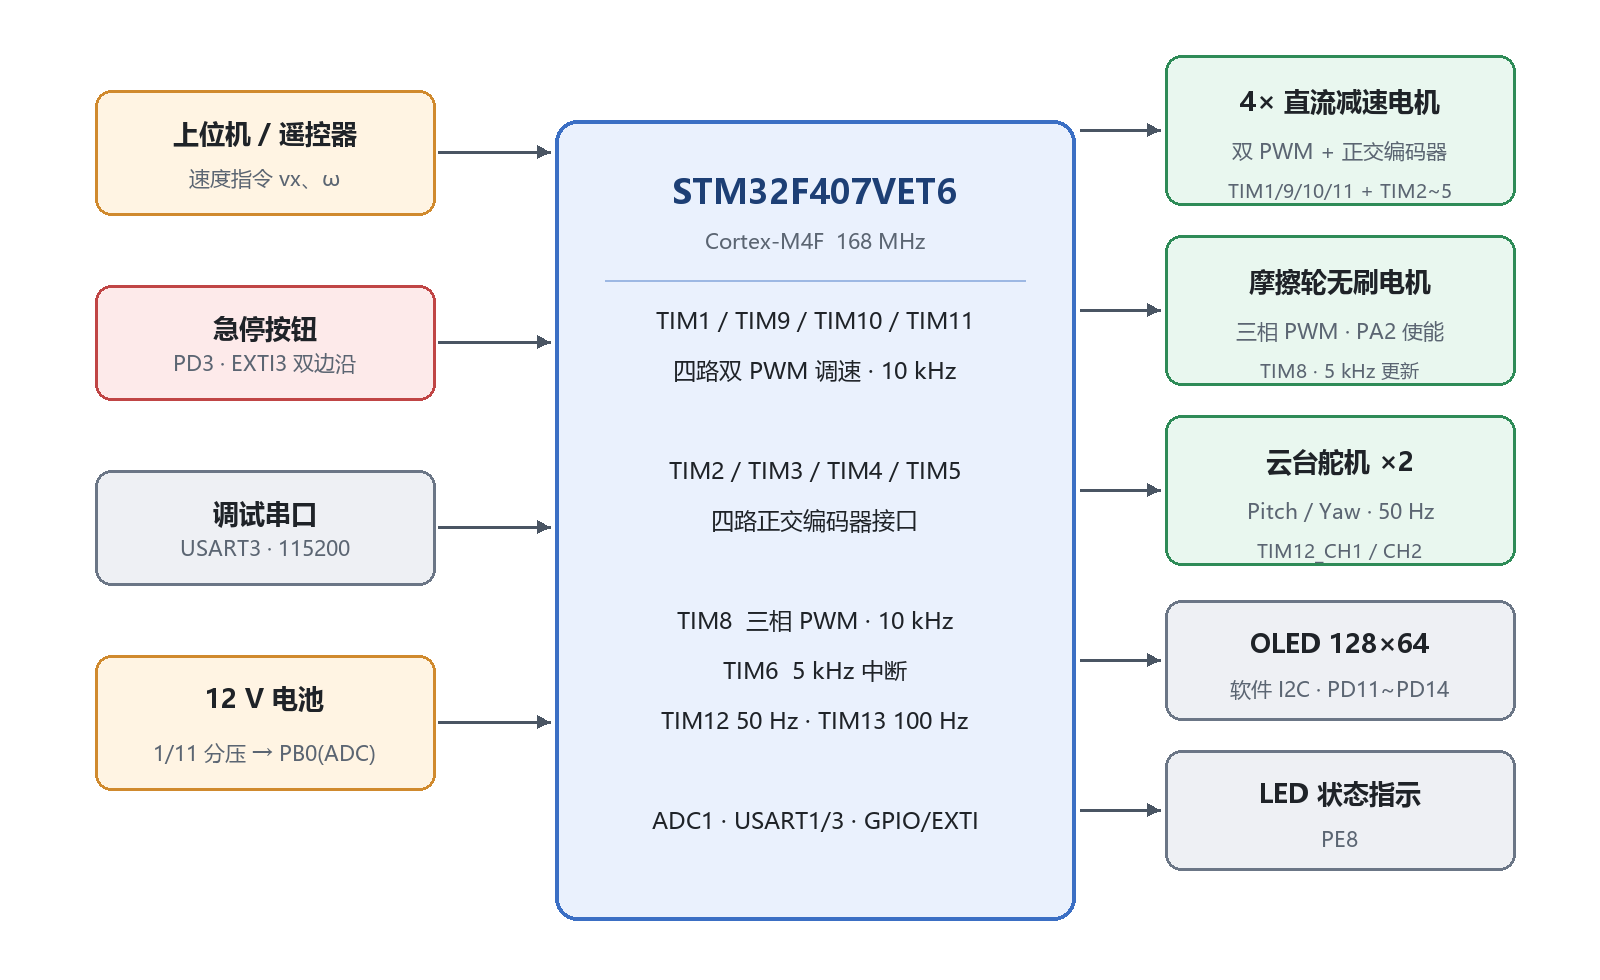 上位机 / 遥控器
速度指令 vx、ω
急停按钮
PD3 · EXTI3 双边沿
调试串口
USART3 · 115200
12 V 电池
1/11 分压 → PB0(ADC)
STM32F407VET6
Cortex-M4F  168 MHz
TIM1 / TIM9 / TIM10 / TIM11
四路双 PWM 调速 · 10 kHz
TIM2 / TIM3 / TIM4 / TIM5
四路正交编码器接口
TIM8  三相 PWM · 10 kHz
TIM6  5 kHz 中断
TIM12 50 Hz · TIM13 100 Hz
ADC1 · USART1/3 · GPIO/EXTI
4× 直流减速电机
双 PWM + 正交编码器
TIM1/9/10/11 + TIM2~5
摩擦轮无刷电机
三相 PWM · PA2 使能
TIM8 · 5 kHz 更新
云台舵机 ×2
Pitch / Yaw · 50 Hz
TIM12_CH1 / CH2
OLED 128×64
软件 I2C · PD11~PD14
LED 状态指示
PE8